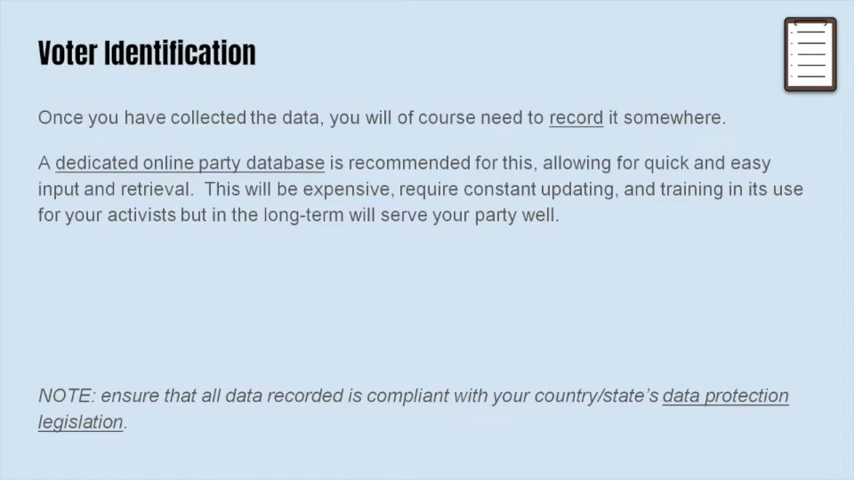 Voter Identification
Once you have collected the data, you will of course need to record it somewhere.
A dedicated online party database is recommended for this, allowing for quick and easy
input and retrieval.  This will be expensive, require constant updating, and training in its use
for your activists but in the long-term will serve your party well.
NOTE: ensure that all data recorded is compliant with your country/state's data protection
legislation.